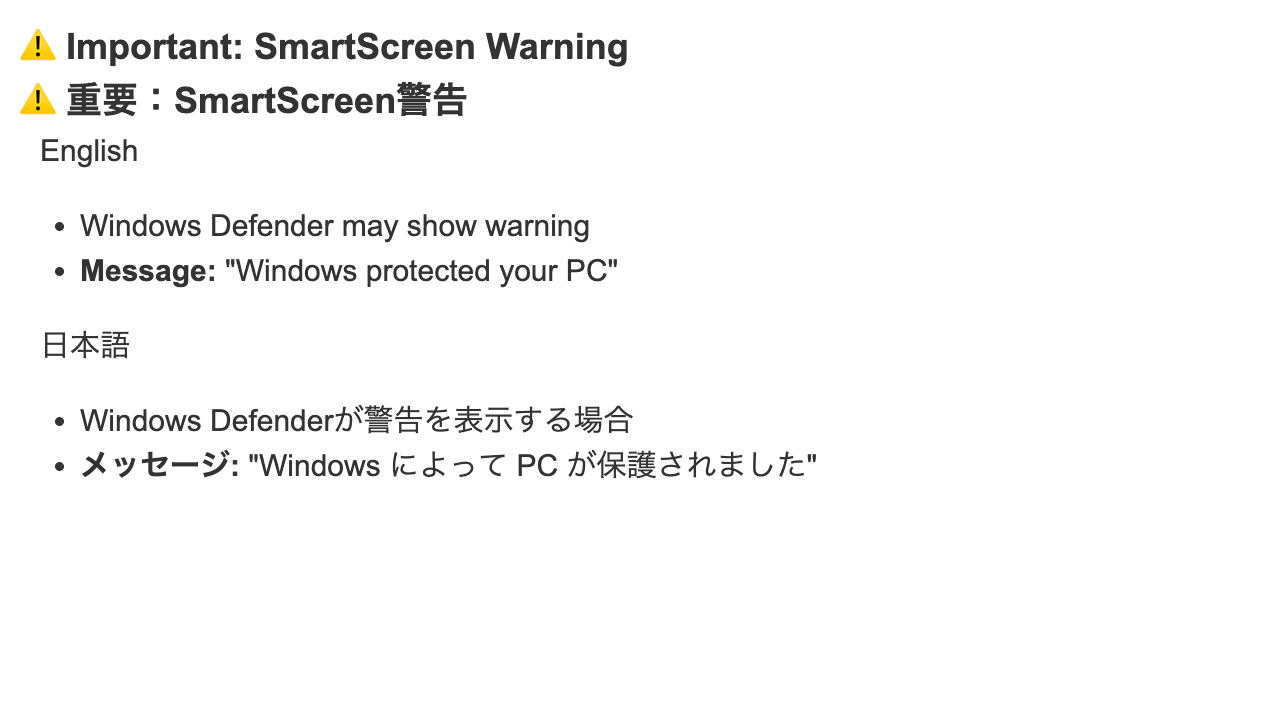 ⚠️ Important: SmartScreen Warning
⚠️ 重要：SmartScreen警告
English
• Windows Defender may show warning
• Message: "Windows protected your PC"
日本語
• Windows Defenderが警告を表示する場合
• メッセージ: "Windows によって PC が保護されました"